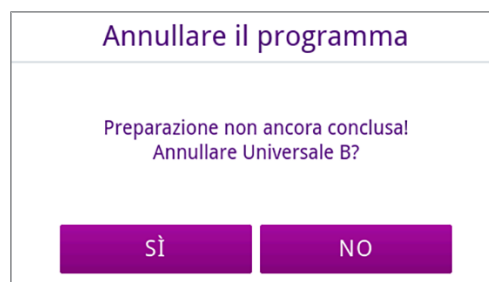 Annullare il programma
Preparazione non ancora conclusa!
Annullare Universale B?
SÌ
NO